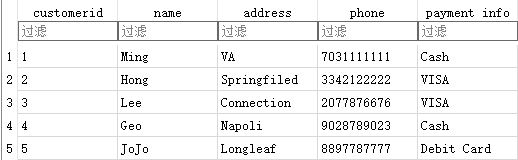 customerid name address phone payment info
过滤 过滤 过滤 过滤 过滤
1 1 Ming VA 7031111111 Cash
2 2 Hong Springfiled 3342122222 VISA
3 3 Lee Connection 2077876676 VISA
4 4 Geo Napoli 9028789023 Cash
5 5 JoJo Longleaf 8897787777 Debit Card